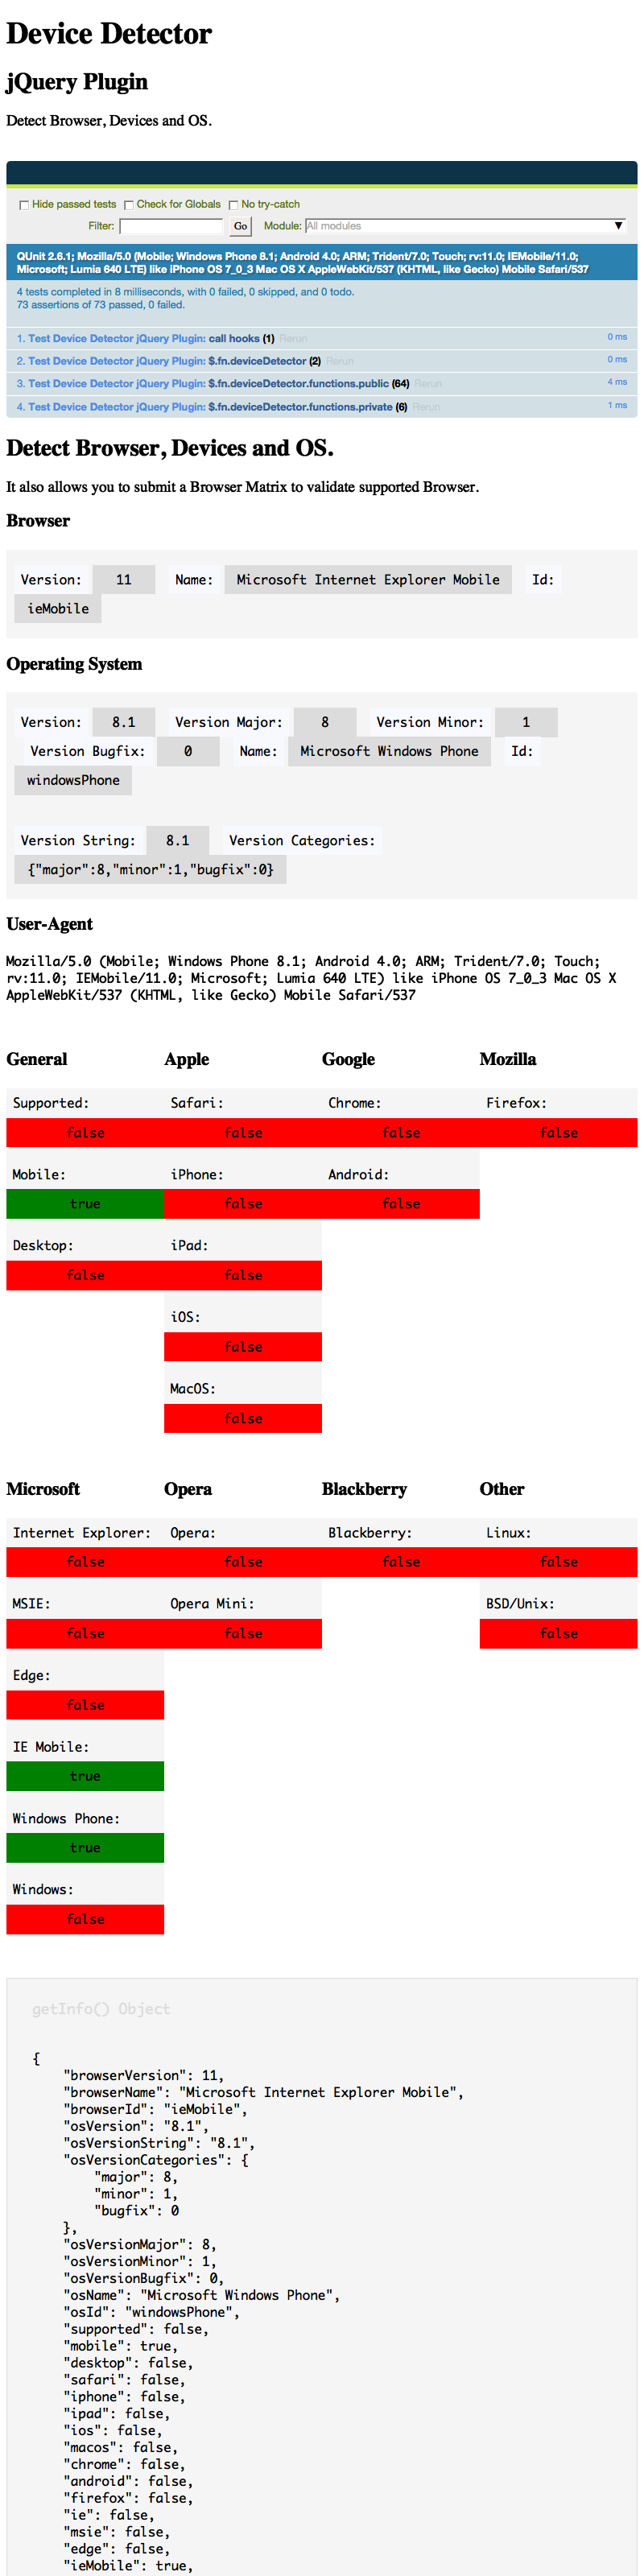 Device Detector
jQuery Plugin
Detect Browser, Devices and OS.
Hide passed tests Check for Globals No try-catch
Filter: Go Module: All modules ▼
QUnit 2.6.1; Mozilla/5.0 (Mobile; Windows Phone 8.1; Android 4.0; ARM; Trident/7.0; Touch; rv:11.0; IEMobile/11.0;
Microsoft; Lumia 640 LTE) like iPhone OS 7_0_3 Mac OS X AppleWebKit/537 (KHTML, like Gecko) Mobile Safari/537
4 tests completed in 8 milliseconds, with 0 failed, 0 skipped, and 0 todo.
73 assertions of 73 passed, 0 failed.
1. Test Device Detector jQuery Plugin: call hooks (1) Rerun 0 ms
2. Test Device Detector jQuery Plugin: $.fn.deviceDetector (2) Rerun 0 ms
3. Test Device Detector jQuery Plugin: $.fn.deviceDetector.functions.public (64) Rerun 4 ms
4. Test Device Detector jQuery Plugin: $.fn.deviceDetector.functions.private (6) Rerun 1 ms
Detect Browser, Devices and OS.
It also allows you to submit a Browser Matrix to validate supported Browser.
Browser
Version: 11 Name: Microsoft Internet Explorer Mobile Id:
ieMobile
Operating System
Version: 8.1 Version Major: 8 Version Minor: 1
Version Bugfix: 0 Name: Microsoft Windows Phone Id:
windowsPhone
Version String: 8.1 Version Categories:
{"major":8,"minor":1,"bugfix":0}
User-Agent
Mozilla/5.0 (Mobile; Windows Phone 8.1; Android 4.0; ARM; Trident/7.0; Touch;
rv:11.0; IEMobile/11.0; Microsoft; Lumia 640 LTE) like iPhone OS 7_0_3 Mac OS X
AppleWebKit/537 (KHTML, like Gecko) Mobile Safari/537
General Apple Google Mozilla
Supported: Safari: Chrome: Firefox:
false false false false
Mobile: iPhone: Android:
true false false
Desktop: iPad:
false false
iOS:
false
MacOS:
false
Microsoft Opera Blackberry Other
Internet Explorer: Opera: Blackberry: Linux:
false false false false
MSIE: Opera Mini: BSD/Unix:
false false false
Edge:
false
IE Mobile:
true
Windows Phone:
true
Windows:
false
getInfo() Object
{
"browserVersion": 11,
"browserName": "Microsoft Internet Explorer Mobile",
"browserId": "ieMobile",
"osVersion": "8.1",
"osVersionString": "8.1",
"osVersionCategories": {
"major": 8,
"minor": 1,
"bugfix": 0
},
"osVersionMajor": 8,
"osVersionMinor": 1,
"osVersionBugfix": 0,
"osName": "Microsoft Windows Phone",
"osId": "windowsPhone",
"supported": false,
"mobile": true,
"desktop": false,
"safari": false,
"iphone": false,
"ipad": false,
"ios": false,
"macos": false,
"chrome": false,
"android": false,
"firefox": false,
"ie": false,
"msie": false,
"edge": false,
"ieMobile": true,